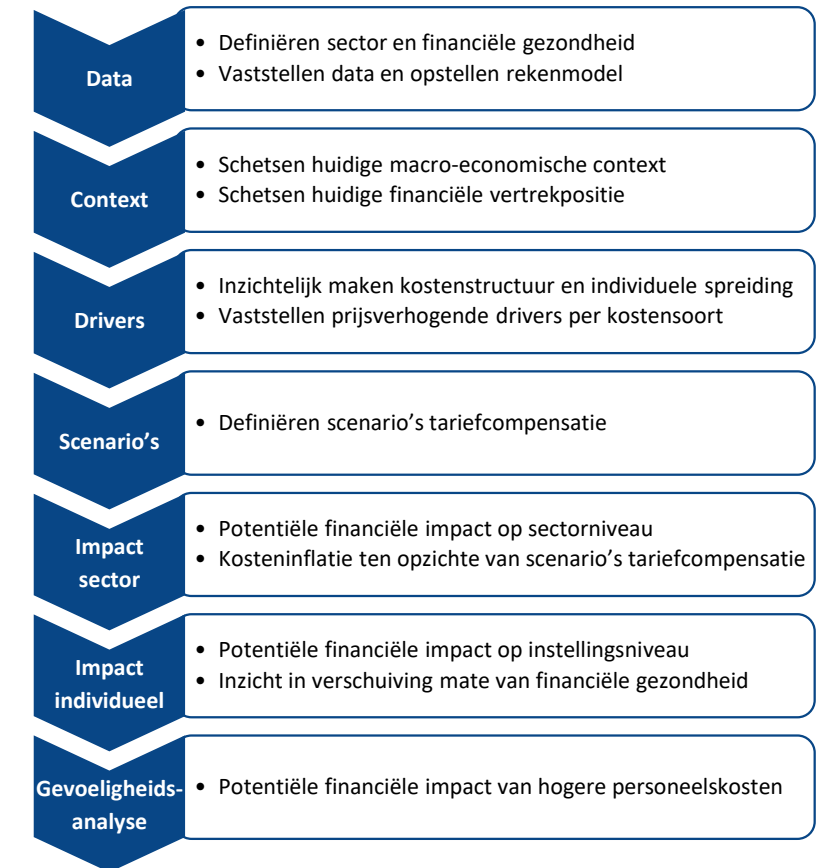 Data
• Definiëren sector en financiële gezondheid
• Vaststellen data en opstellen rekenmodel
Context
• Schetsen huidige macro-economische context
• Schetsen huidige financiële vertrekpositie
Drivers
• Inzichtelijk maken kostenstructuur en individuele spreiding
• Vaststellen prijsverhogende drivers per kostensoort
Scenario’s
• Definiëren scenario’s tariefcompensatie
Impact
sector
• Potentiële financiële impact op sectorniveau
• Kosteninflatie ten opzichte van scenario’s tariefcompensatie
Impact
individueel
• Potentiële financiële impact op instellingsniveau
• Inzicht in verschuiving mate van financiële gezondheid
Gevoeligheids-
analyse
• Potentiële financiële impact van hogere personeelskosten